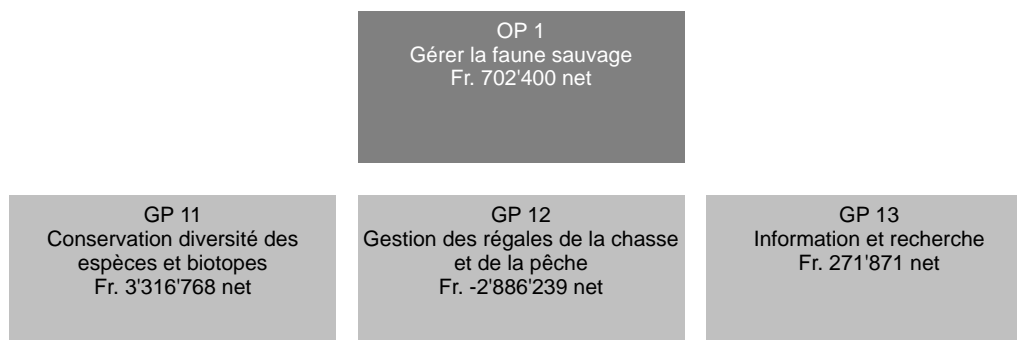 OP 1
Gérer la faune sauvage
Fr. 702'400 net
GP 11
Conservation diversité des
espèces et biotopes
Fr. 3'316'768 net
GP 12
Gestion des régales de la chasse
et de la pêche
Fr. -2'886'239 net
GP 13
Information et recherche
Fr. 271'871 net